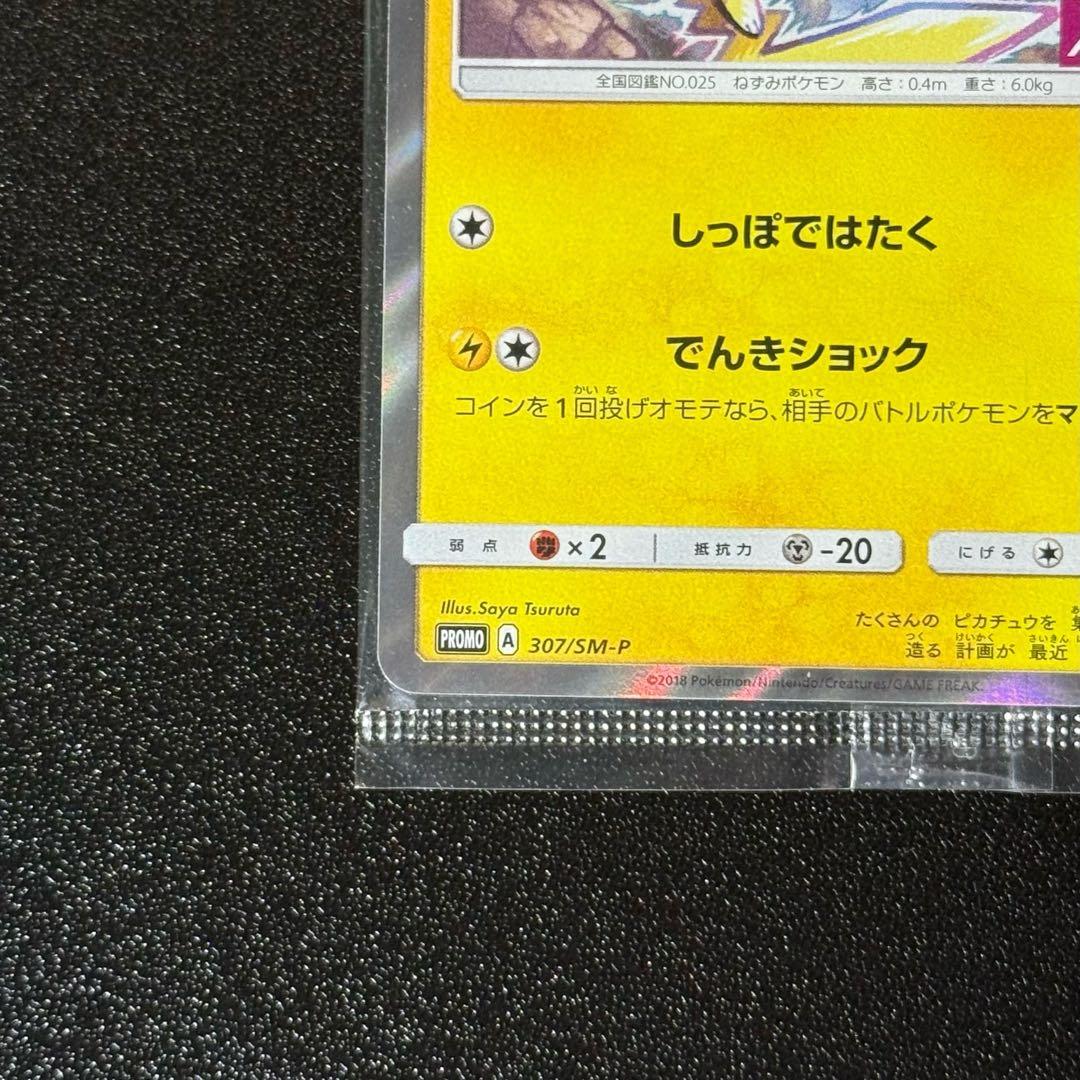 全国図鑑NO.025 ねずみポケモン 高さ:0.4m 重さ:6.0kg
しっぽではたく
でんきショック
かいな あいて
コインを1回投げオモテなら、相手のバトルポケモンをマ
弱点 ×2 抵抗力 -20 にげる
Illus.Saya Tsuruta
たくさんの ピカチュウを
PROMO A 307/SM-P
つく けいかく さいきん
造る 計画が 最近
©2018 Pokémon/Nintendo/Creatures/GAME FREAK.